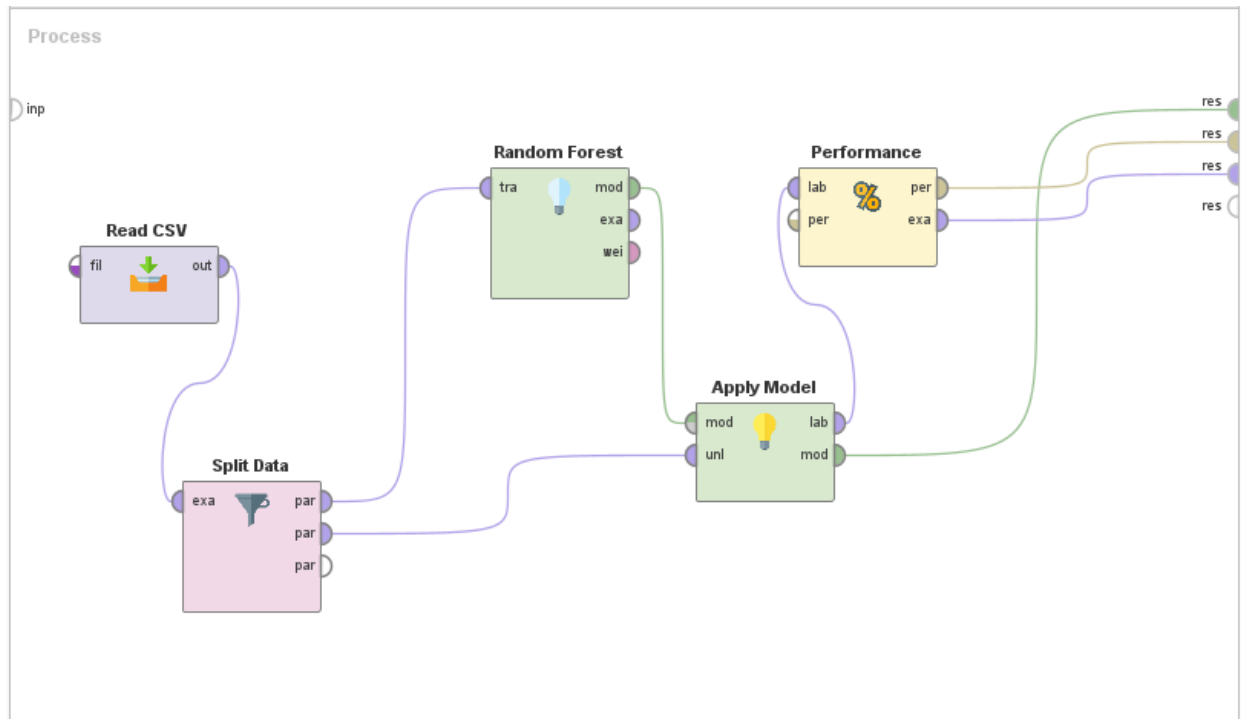 Process
inp
res
res
res
res
Read CSV
fil
out
Split Data
exa
par
par
par
Random Forest
tra
mod
exa
wei
Apply Model
mod
lab
unl
mod
Performance
%
lab
per
per
exa